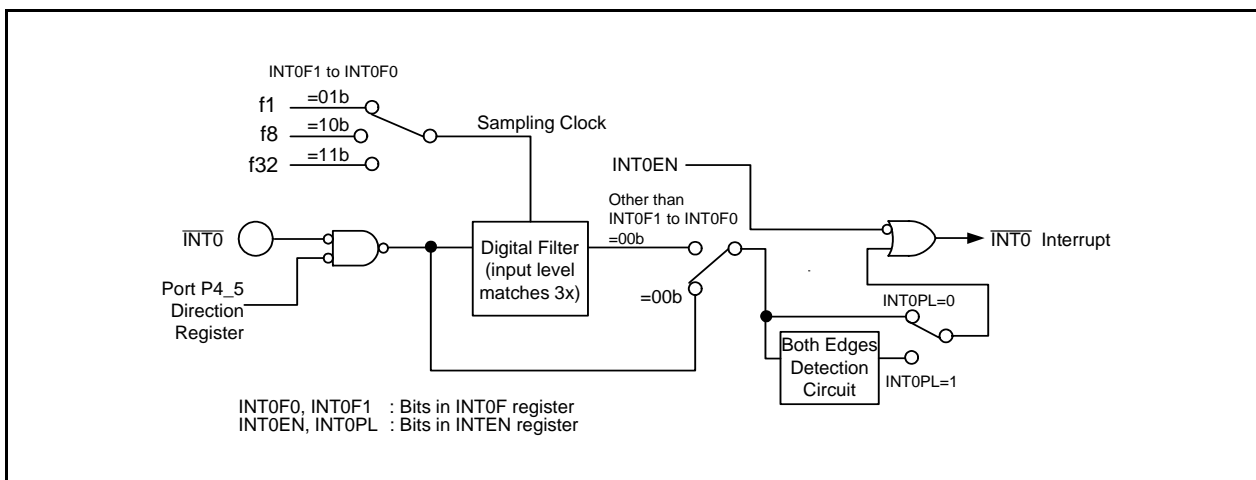 INT0F1 to INT0F0
f1
=01b
f8
=10b
f32
=11b
Sampling Clock
INT0EN
Other than
INT0F1 to INT0F0
=00b
INT0
Port P4_5
Direction
Register
Digital Filter
(input level
matches 3x)
=00b
INT0 Interrupt
INT0PL=0
Both Edges
Detection
Circuit
INT0PL=1
INT0F0, INT0F1 : Bits in INT0F register
INT0EN, INT0PL : Bits in INTEN register